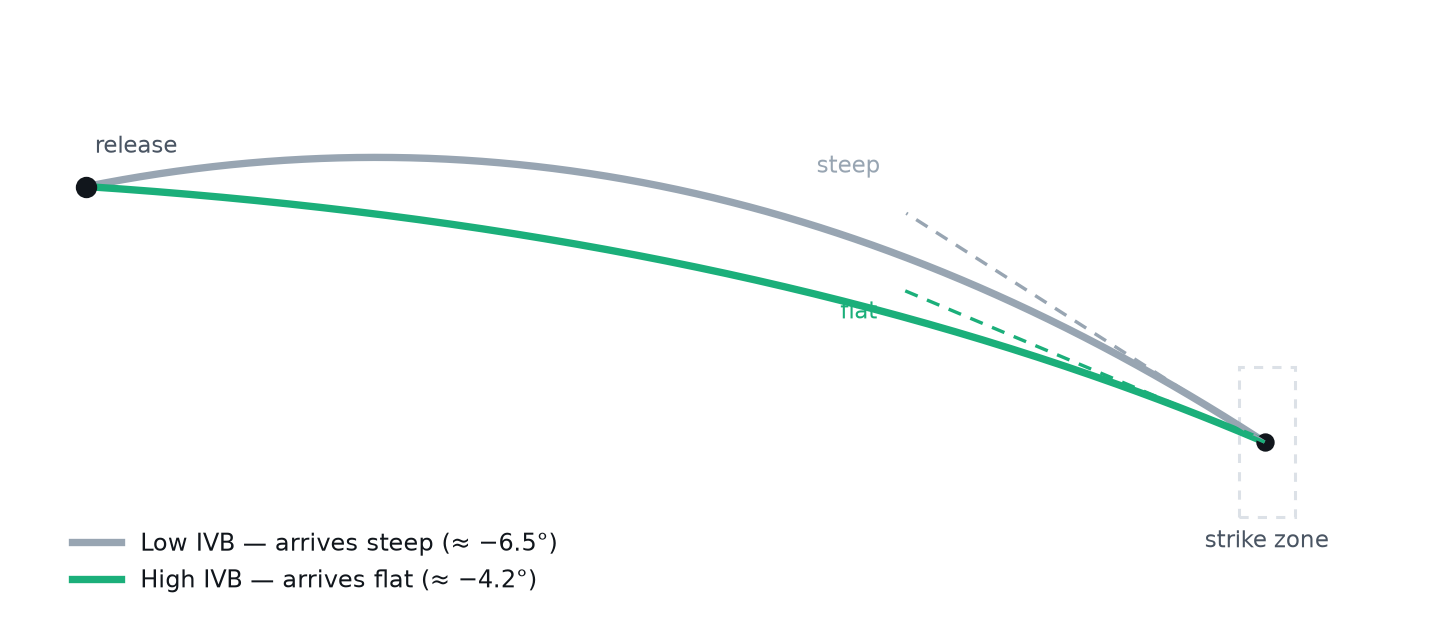 release
steep
flat
strike zone
Low IVB — arrives steep (≈ −6.5°)
High IVB — arrives flat (≈ −4.2°)